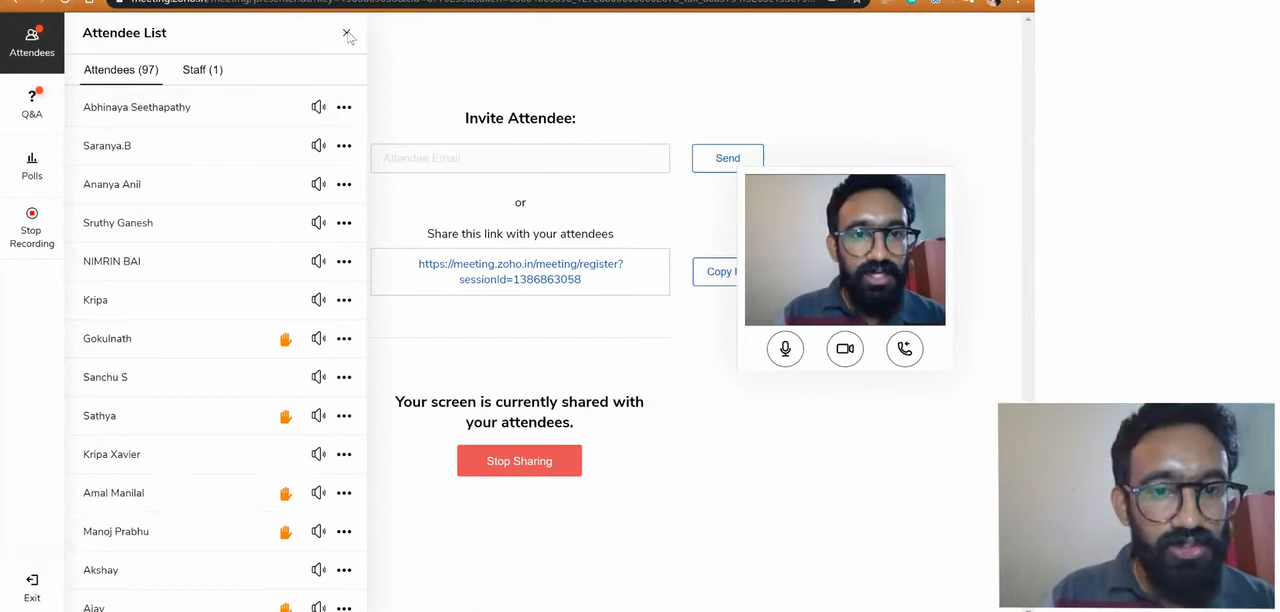 Attendees
Q&A
Polls
Stop
Recording
Exit
Attendee List
Attendees (97)
Staff (1)
Abhinaya Seethapathy
Saranya.B
Ananya Anil
Sruthy Ganesh
NIMRIN BAI
Kripa
Gokulnath
Sanchu S
Sathya
Kripa Xavier
Amal Manilal
Manoj Prabhu
Akshay
Ajay
Invite Attendee:
Attendee Email
Send
or
Share this link with your attendees
https://meeting.zoho.in/meeting/register?
sessionId=1386863058
Copy
Your screen is currently shared with
your attendees.
Stop Sharing